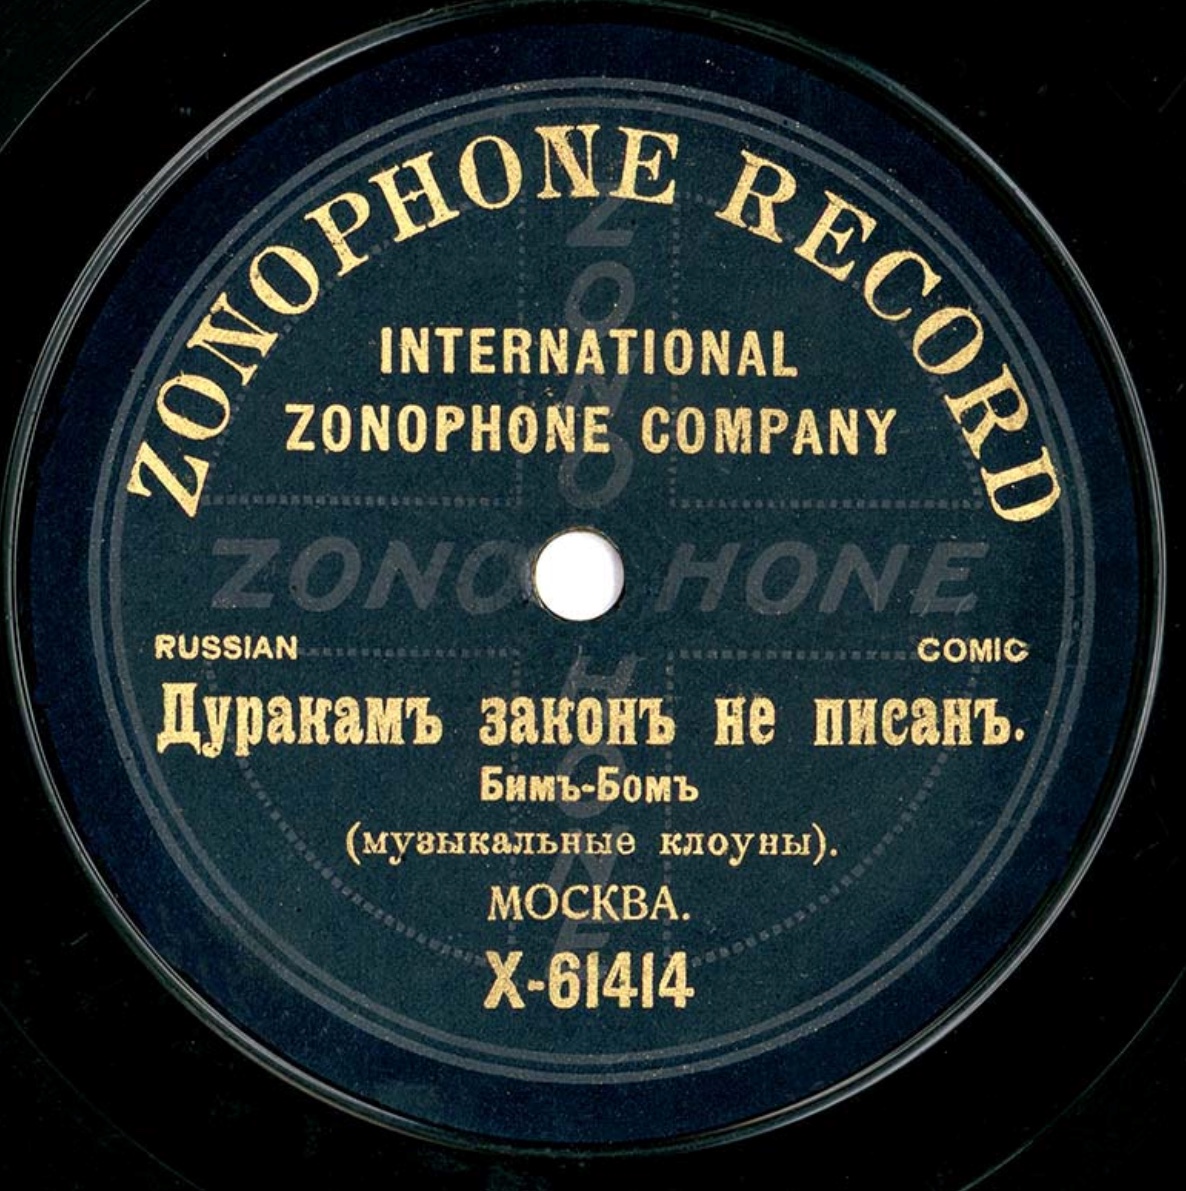 ZONOPHONE RECORD
INTERNATIONAL
ZONOPHONE COMPANY
ZONOPHONE
ZONOPHONE
RUSSIAN COMIC
Дуракамъ законъ не писанъ.
Бимъ-Бомъ
(музыкальные клоуны).
МОСКВА.
X-61414